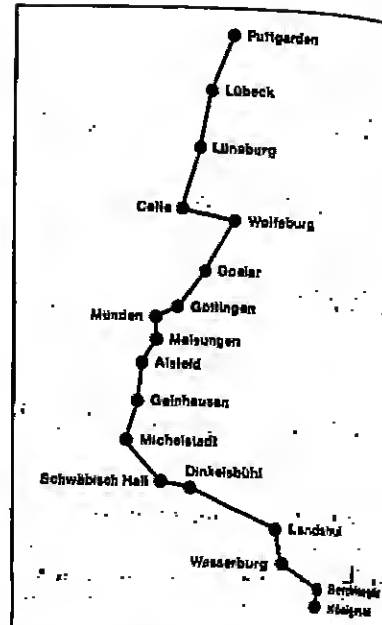 Puttgarden
Lübeck
Lüneburg
Celle
Wolfsburg
Goslar
Göttingen
Münden
Melsungen
Alsfeld
Gelnhausen
Michelstadt
Schwäbisch Hall
Dinkelsbühl
Landshut
Wasserburg